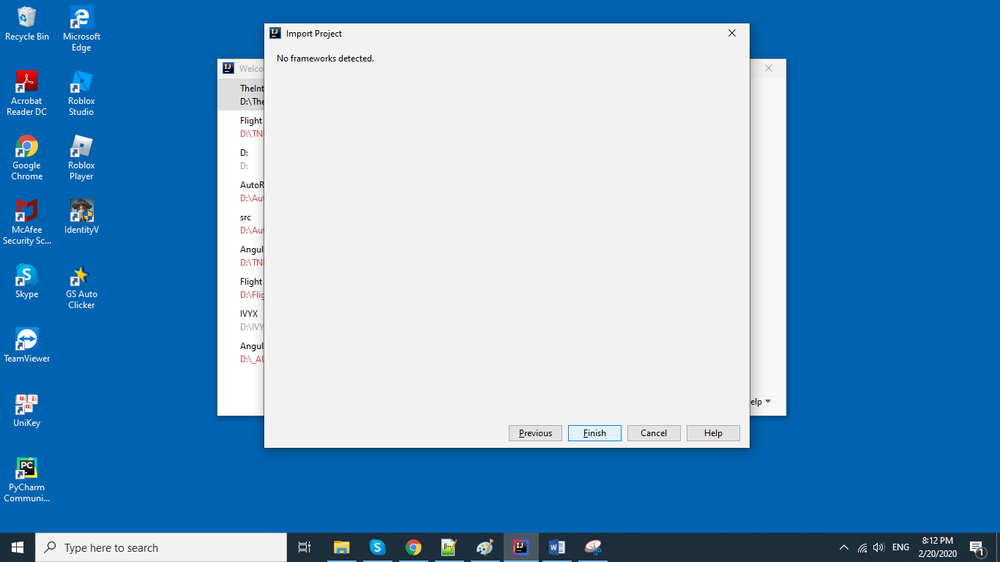 Recycle Bin
Microsoft
Edge
Acrobat
Reader DC
Roblox
Studio
Google
Chrome
Roblox
Player
McAfee
Security Sc...
IdentityV
Skype
GS Auto
Clicker
TeamViewer
UniKey
PyCharm
Communi...
Import Project
No frameworks detected.
Welco
TheInt
D:\The
Flight
D:\TN
D:
D:
AutoR
D:\Aut
src
D:\Aut
Angul
D:\TN
Flight
D:\Flig
IVYX
D:\IVY
Angul
D:\_AU
elp
Previous
Finish
Cancel
Help
Type here to search
ENG
8:12 PM
2/20/2020
1